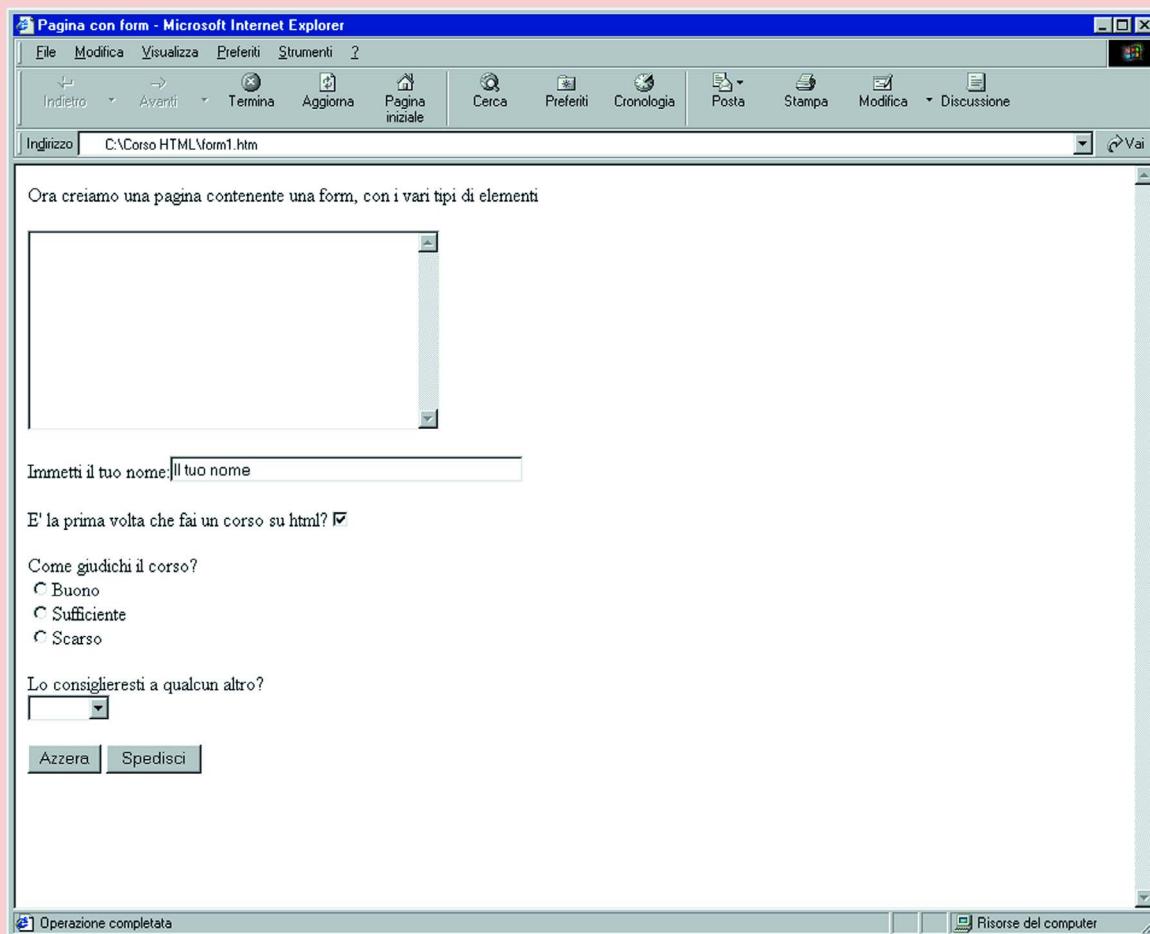 Pagina con form - Microsoft Internet Explorer
File Modifica Visualizza Preferiti Strumenti ?
Indietro Avanti Termina Aggiorna Pagina iniziale Cerca Preferiti Cronologia Posta Stampa Modifica Discussione
Indirizzo C:\Corso HTML\form1.htm Vai
Ora creiamo una pagina contenente una form, con i vari tipi di elementi
Immetti il tuo nome: Il tuo nome
E' la prima volta che fai un corso su html?
Come giudichi il corso?
Buono
Sufficiente
Scarso
Lo consiglieresti a qualcun altro?
Azzera Spedisci
Operazione completata Risorse del computer